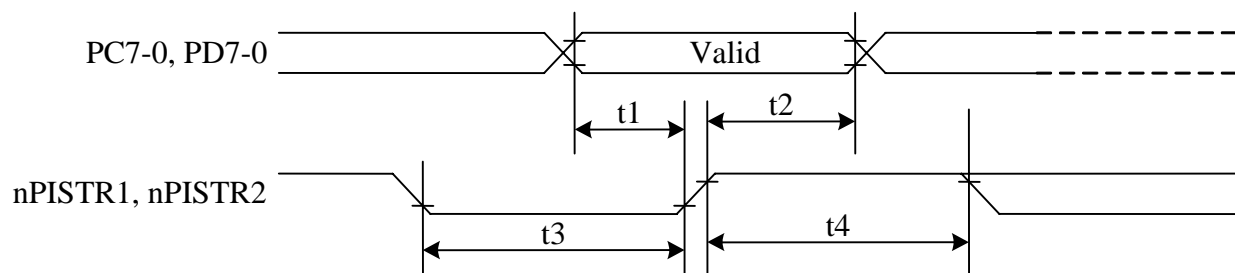 PC7-0, PD7-0
Valid
t1
t2
nPISTR1, nPISTR2
t3
t4